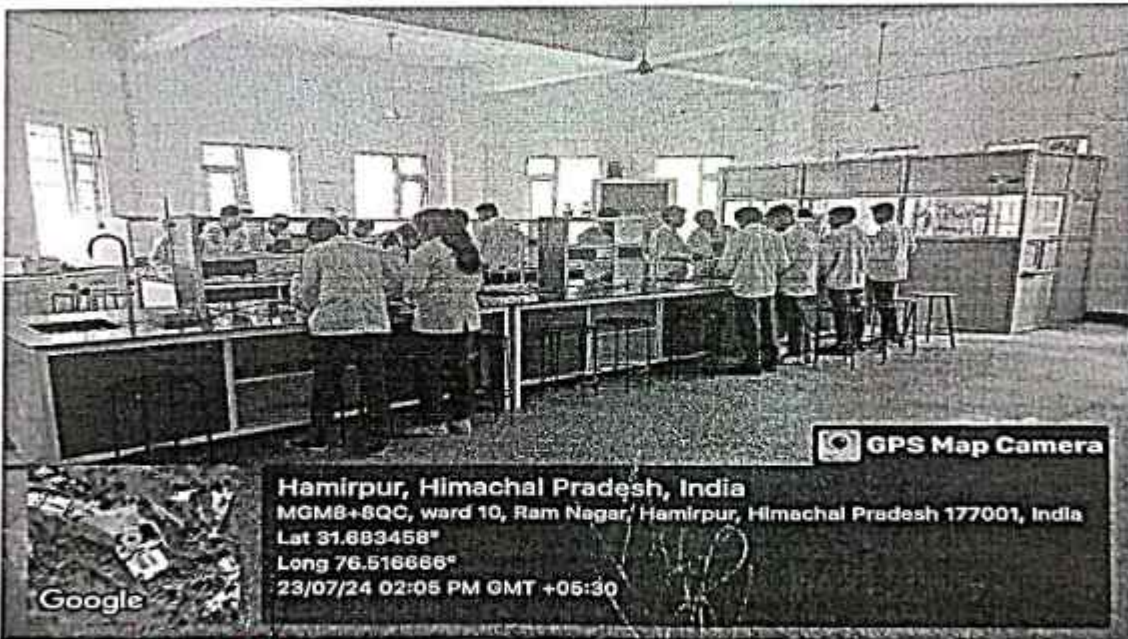 GPS Map Camera
Hamirpur, Himachal Pradesh, India
MGM8+8QC, ward 10, Ram Nagar, Hamirpur, Himachal Pradesh 177001, India
Lat 31.683458°
Long 76.516666°
23/07/24 02:05 PM GMT +05:30
Google